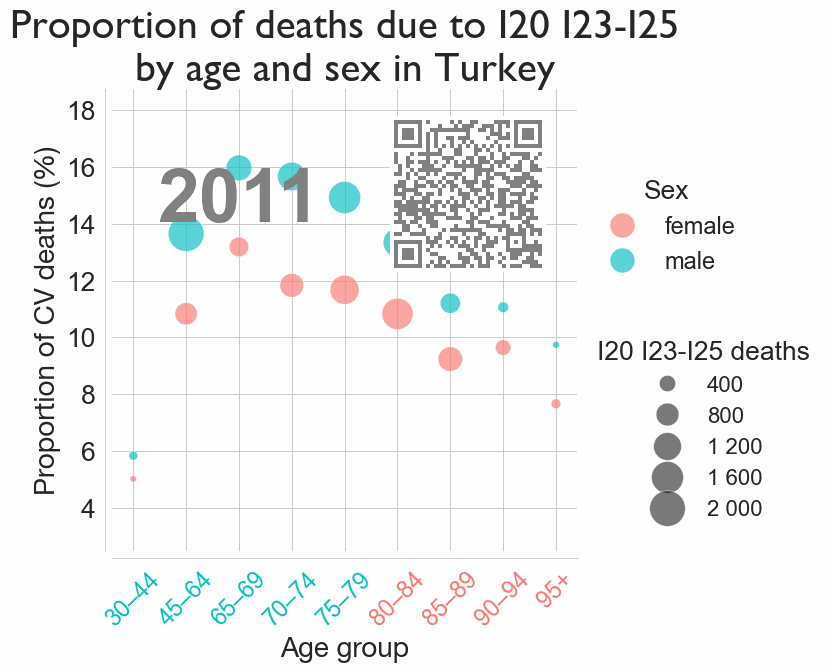 Proportion of deaths due to I20 I23-I25
by age and sex in Turkey
Proportion of CV deaths (%)
18
16
14
12
10
8
6
4
2011
30–44
45–64
65–69
70–74
75–79
80–84
85–89
90–94
95+
Age group
Sex
female
male
I20 I23-I25 deaths
400
800
1 200
1 600
2 000